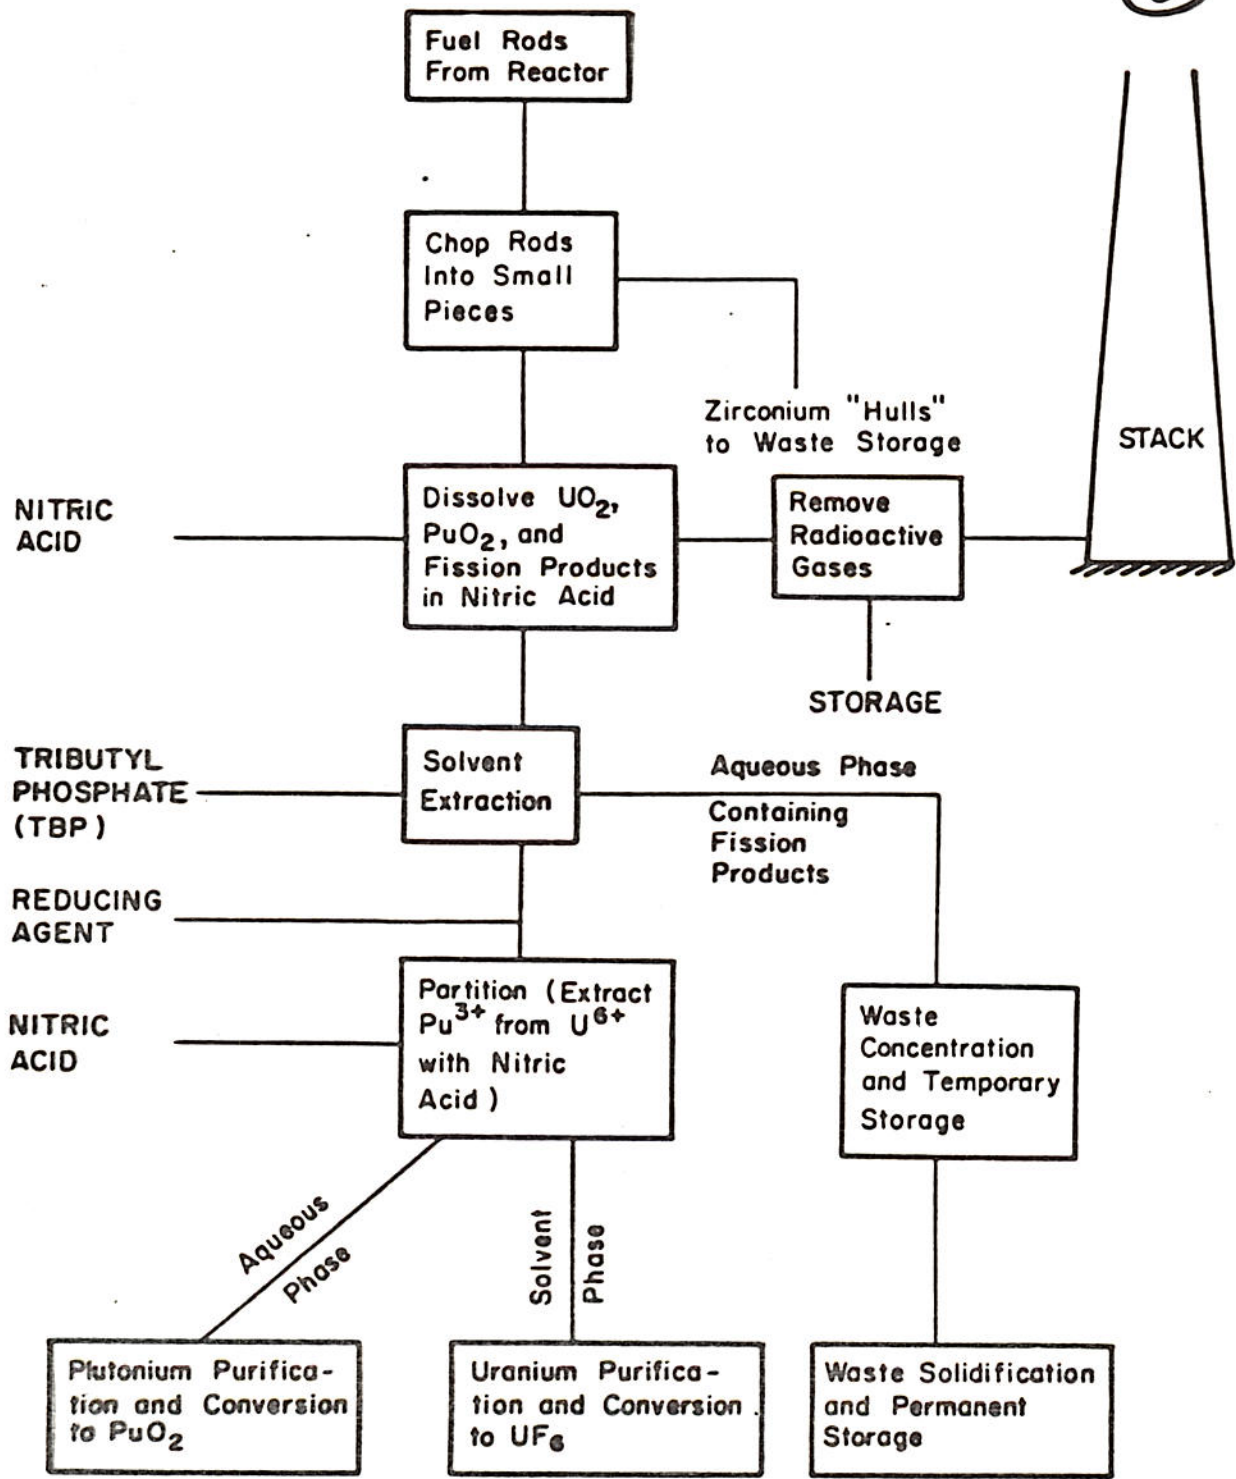 Fuel Rods
From Reactor
Chop Rods
Into Small
Pieces
Zirconium "Hulls"
to Waste Storage
STACK
NITRIC
ACID
Dissolve UO₂,
PuO₂, and
Fission Products
in Nitric Acid
Remove
Radioactive
Gases
STORAGE
TRIBUTYL
PHOSPHATE
(TBP)
Solvent
Extraction
Aqueous Phase
Containing
Fission
Products
REDUCING
AGENT
NITRIC
ACID
Partition (Extract
Pu³⁺ from U⁶⁺
with Nitric
Acid)
Waste
Concentration
and Temporary
Storage
Aqueous
Phase
Solvent
Phase
Plutonium Purifica-
tion and Conversion
to PuO₂
Uranium Purifica-
tion and Conversion
to UF₆
Waste Solidification
and Permanent
Storage